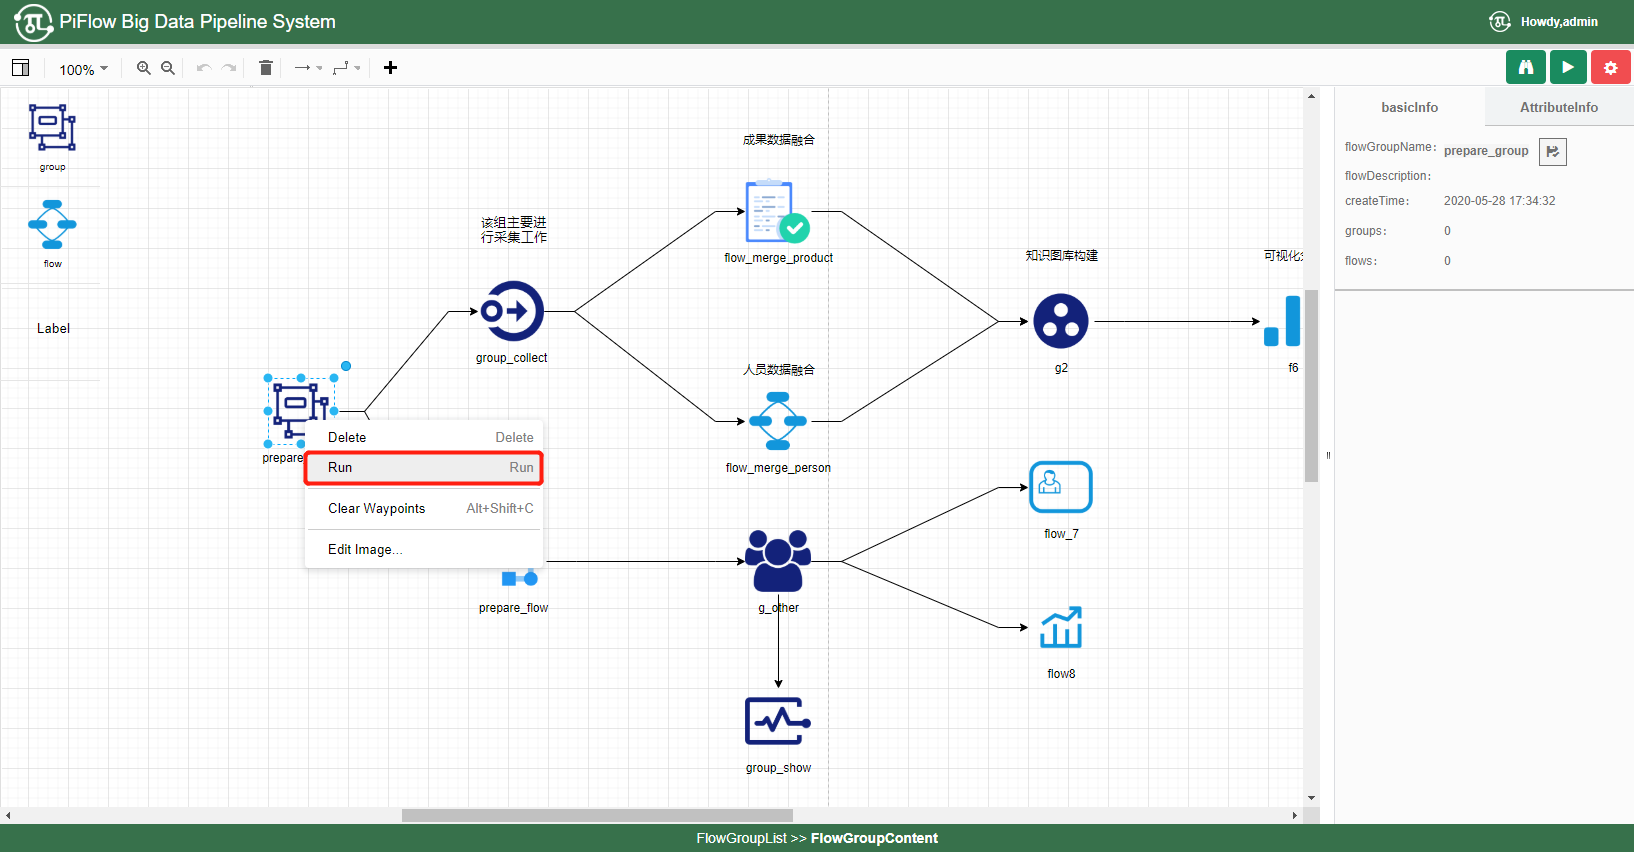 PiFlow Big Data Pipeline System
Howdy,admin
100%
group
flow
Label
成果数据融合
该组主要进
行采集工作
flow_merge_product
知识图库构建
可视化
group_collect
人员数据融合
g2
f6
prepare
flow_merge_person
Delete Delete
Run Run
Clear Waypoints Alt+Shift+C
Edit Image...
flow_7
prepare_flow
g_other
flow8
group_show
basicInfo
AttributeInfo
flowGroupName: prepare_group
flowDescription:
createTime: 2020-05-28 17:34:32
groups: 0
flows: 0
FlowGroupList >> FlowGroupContent